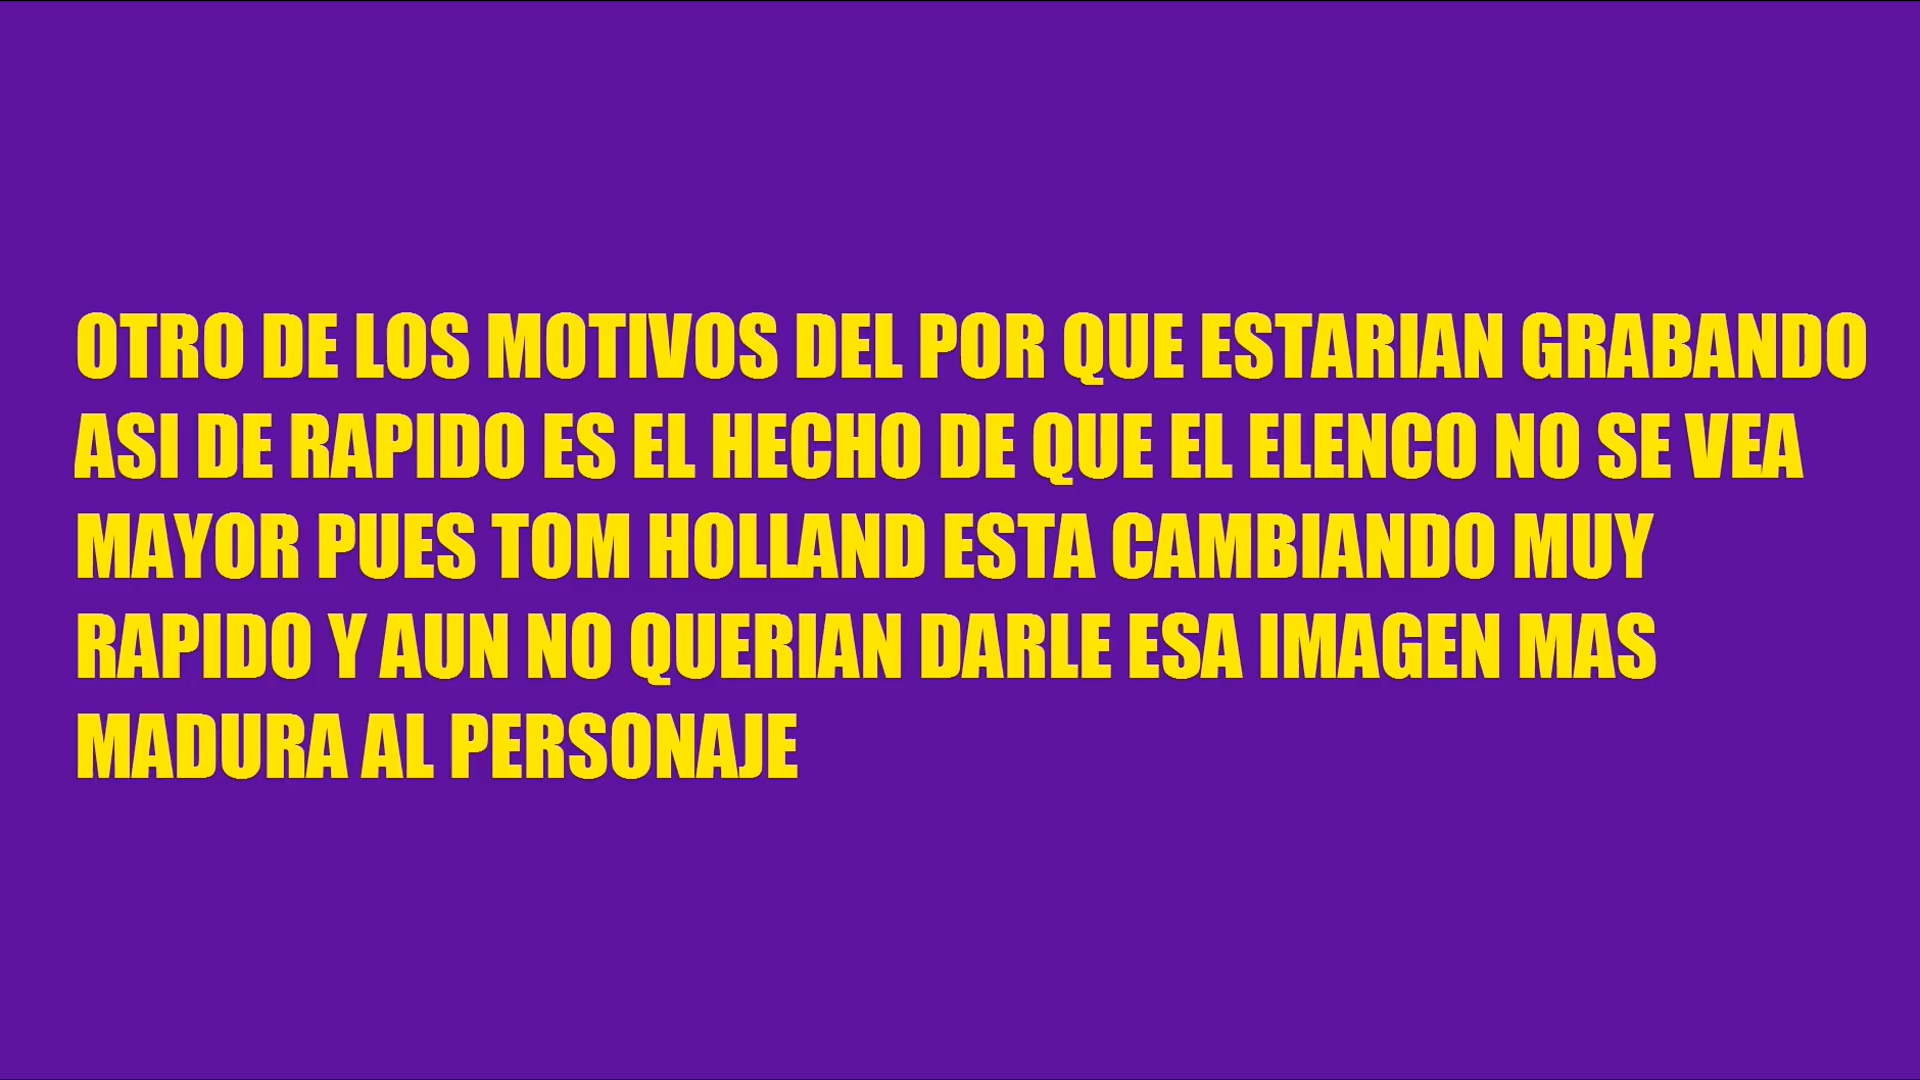 OTRO DE LOS MOTIVOS DEL POR QUE ESTARIAN GRABANDO
ASI DE RAPIDO ES EL HECHO DE QUE EL ELENCO NO SE VEA
MAYOR PUES TOM HOLLAND ESTA CAMBIANDO MUY
RAPIDO Y AUN NO QUERIAN DARLE ESA IMAGEN MAS
MADURA AL PERSONAJE